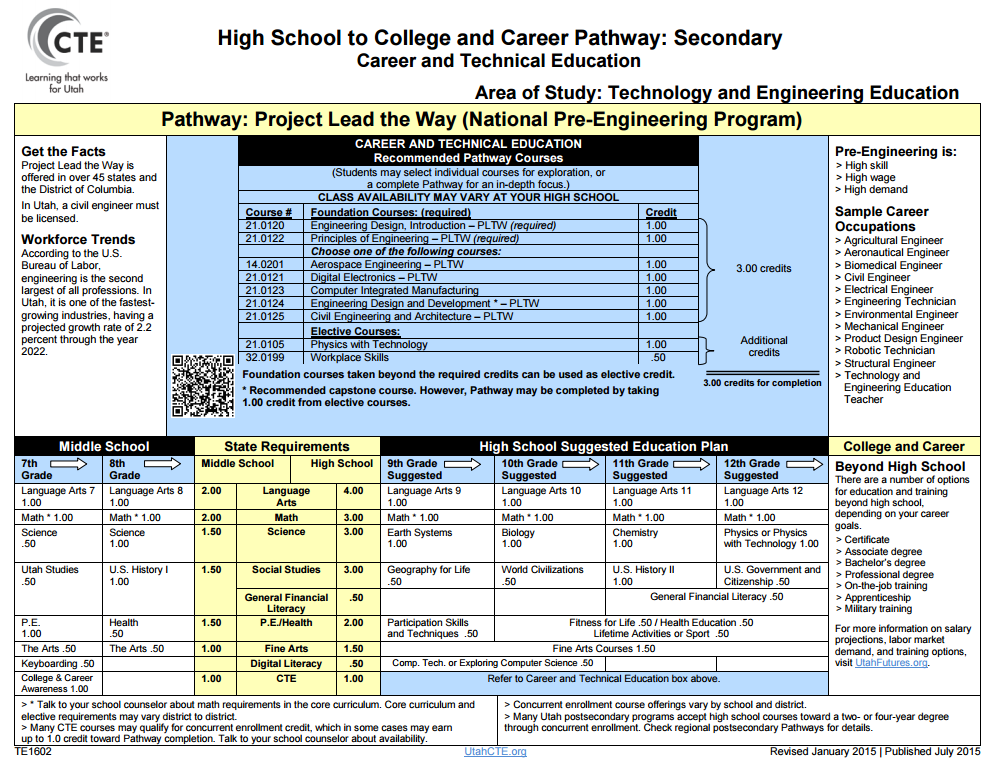 CTE®
Learning that works
for Utah
High School to College and Career Pathway: Secondary
Career and Technical Education
Area of Study: Technology and Engineering Education
Pathway: Project Lead the Way (National Pre-Engineering Program)
Get the Facts
Project Lead the Way is
offered in over 45 states and
the District of Columbia.
In Utah, a civil engineer must
be licensed.
Workforce Trends
According to the U.S.
Bureau of Labor,
engineering is the second
largest of all professions. In
Utah, it is one of the fastest-
growing industries, having a
projected growth rate of 2.2
percent through the year
2022.
CAREER AND TECHNICAL EDUCATION
Recommended Pathway Courses
(Students may select individual courses for exploration, or
a complete Pathway for an in-depth focus.)
CLASS AVAILABILITY MAY VARY AT YOUR HIGH SCHOOL
Course # Foundation Courses: (required) Credit
21.0120 Engineering Design, Introduction – PLTW (required) 1.00
21.0122 Principles of Engineering – PLTW (required) 1.00
Choose one of the following courses:
14.0201 Aerospace Engineering – PLTW 1.00
21.0121 Digital Electronics – PLTW 1.00
21.0123 Computer Integrated Manufacturing 1.00
21.0124 Engineering Design and Development * – PLTW 1.00
21.0125 Civil Engineering and Architecture – PLTW 1.00
Elective Courses:
21.0105 Physics with Technology 1.00
32.0199 Workplace Skills .50
Foundation courses taken beyond the required credits can be used as elective credit.
* Recommended capstone course. However, Pathway may be completed by taking
1.00 credit from elective courses.
3.00 credits
Additional
credits
3.00 credits for completion
Pre-Engineering is:
> High skill
> High wage
> High demand
Sample Career
Occupations
> Agricultural Engineer
> Aeronautical Engineer
> Biomedical Engineer
> Civil Engineer
> Electrical Engineer
> Engineering Technician
> Environmental Engineer
> Mechanical Engineer
> Product Design Engineer
> Robotic Technician
> Structural Engineer
> Technology and
Engineering Education
Teacher
Middle School State Requirements High School Suggested Education Plan College and Career
7th
Grade
8th
Grade
Middle School High School
9th Grade
Suggested
10th Grade
Suggested
11th Grade
Suggested
12th Grade
Suggested
Language Arts 7
1.00
Language Arts 8
1.00
2.00
Language
Arts
4.00
Language Arts 9
1.00
Language Arts 10
1.00
Language Arts 11
1.00
Language Arts 12
1.00
Math * 1.00 Math * 1.00 2.00 Math 3.00 Math * 1.00 Math * 1.00 Math * 1.00 Math * 1.00
Science
.50
Science
1.00
1.50 Science 3.00
Earth Systems
1.00
Biology
1.00
Chemistry
1.00
Physics or Physics
with Technology 1.00
Utah Studies
.50
U.S. History I
1.00
1.50 Social Studies 3.00
Geography for Life
.50
World Civilizations
.50
U.S. History II
1.00
U.S. Government and
Citizenship .50
General Financial
Literacy
.50
General Financial Literacy .50
P.E.
1.00
Health
.50
1.50 P.E./Health 2.00
Participation Skills
and Techniques .50
Fitness for Life .50 / Health Education .50
Lifetime Activities or Sport .50
The Arts .50 The Arts .50 1.00 Fine Arts 1.50 Fine Arts Courses 1.50
Keyboarding .50 Digital Literacy .50 Comp. Tech. or Exploring Computer Science .50
College & Career
Awareness 1.00
1.00 CTE 1.00 Refer to Career and Technical Education box above.
Beyond High School
There are a number of options
for education and training
beyond high school,
depending on your career
goals.
> Certificate
> Associate degree
> Bachelor's degree
> Professional degree
> On-the-job training
> Apprenticeship
> Military training
For more information on salary
projections, labor market
demand, and training options,
visit UtahFutures.org.
> * Talk to your school counselor about math requirements in the core curriculum. Core curriculum and
elective requirements may vary district to district.
> Many CTE courses may qualify for concurrent enrollment credit, which in some cases may earn
up to 1.0 credit toward Pathway completion. Talk to your school counselor about availability.
> Concurrent enrollment course offerings vary by school and district.
> Many Utah postsecondary programs accept high school courses toward a two- or four-year degree
through concurrent enrollment. Check regional postsecondary Pathways for details.
TE1602 UtahCTE.org Revised January 2015 | Published July 2015